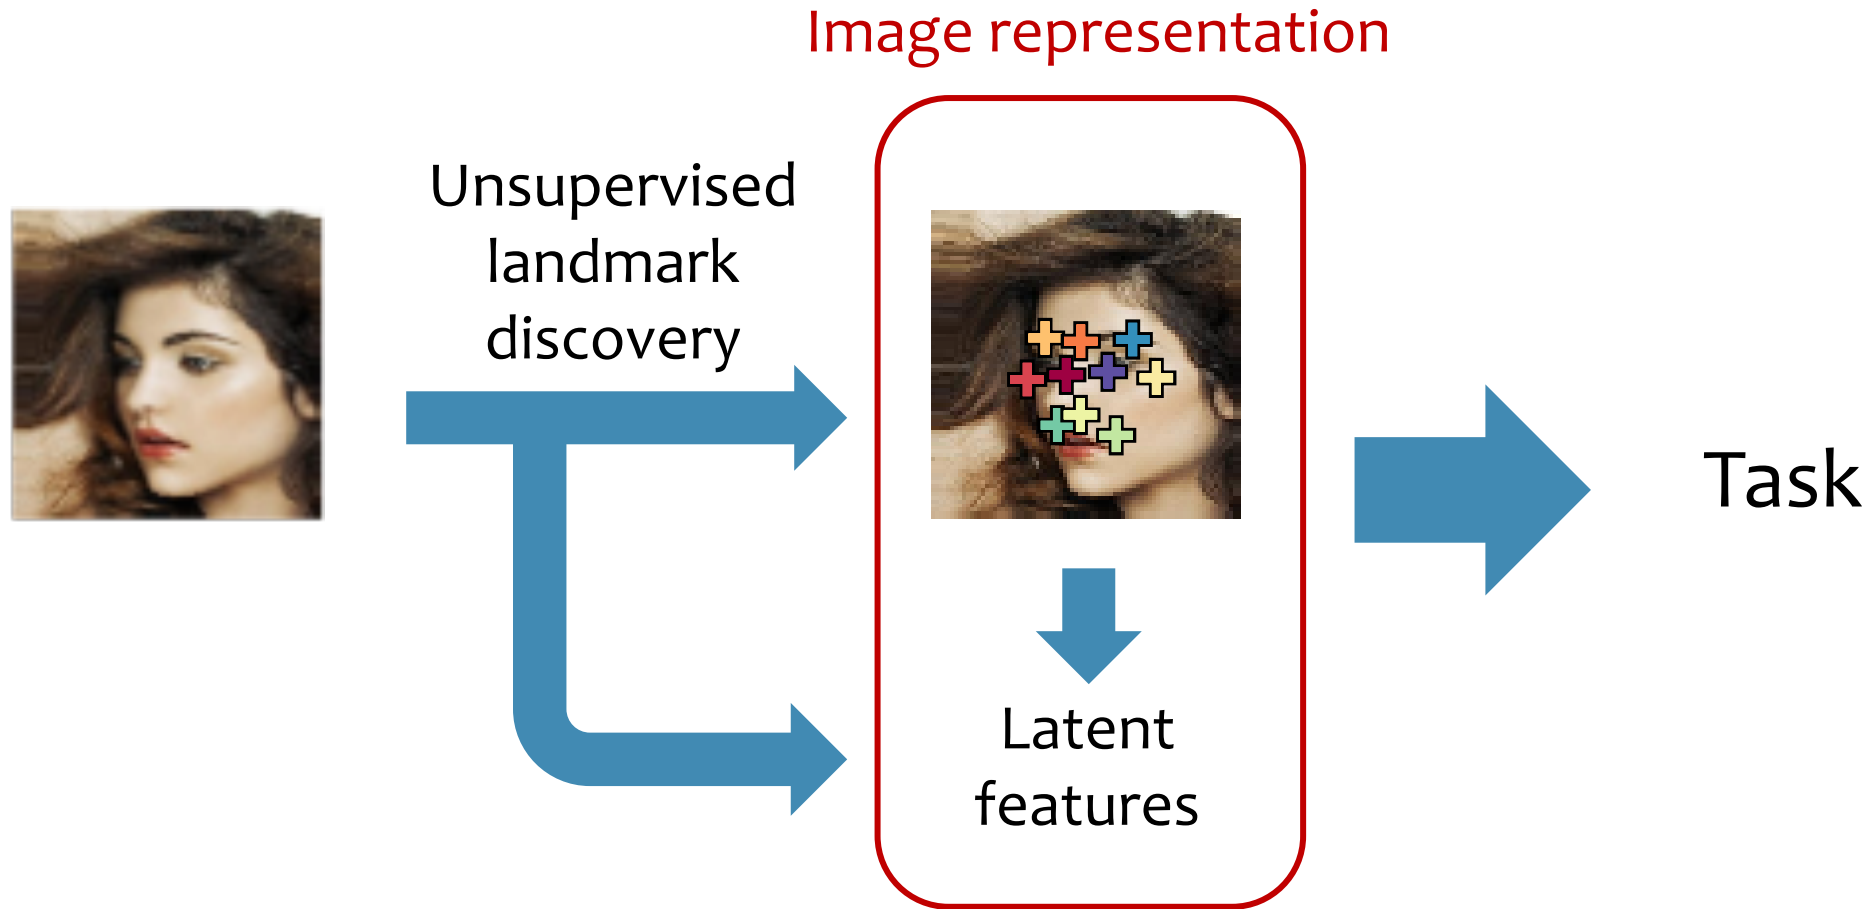 Image representation
Unsupervised
landmark
discovery
Task
Latent
features